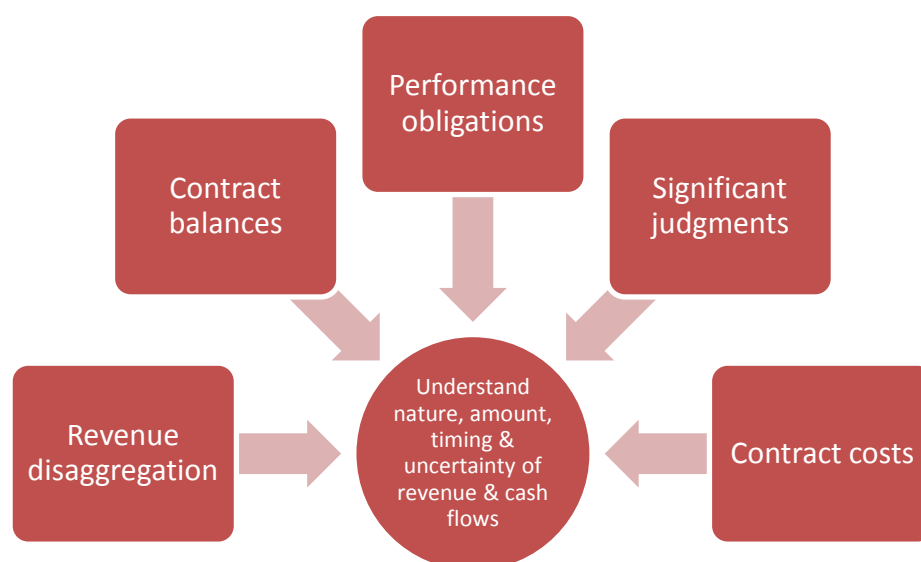 Performance
obligations
Contract
balances
Significant
judgments
Revenue
disaggregation
Understand
nature, amount,
timing &
uncertainty of
revenue & cash
flows
Contract costs